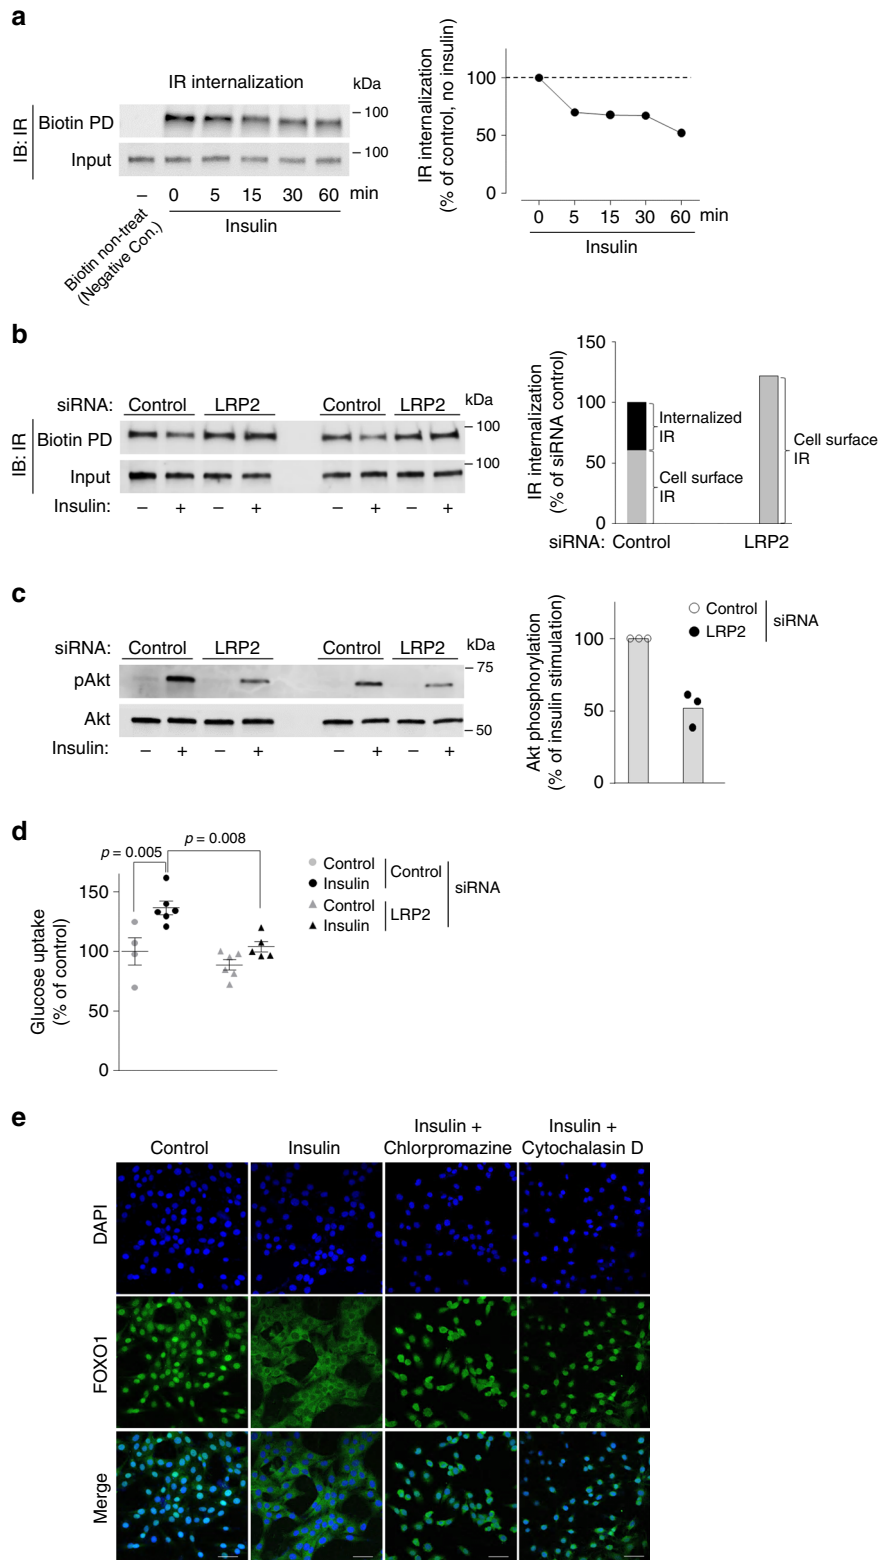 a
IR internalization
kDa
IB: IR
Biotin PD
100
Input
100
–
0 5 15 30 60 min
Insulin
Biotin non-treat
(Negative Con.)
IR internalization
(% of control, no insulin)
100
50
0
0 5 15 30 60 min
Insulin
b
siRNA: Control LRP2 Control LRP2 kDa
IB: IR
Biotin PD
100
Input
100
Insulin: – + – + – + – +
IR internalization
(% of siRNA control)
150
100
50
0
Internalized
IR
Cell surface
IR
Cell surface
IR
siRNA: Control LRP2
c
siRNA: Control LRP2 Control LRP2 kDa
75
pAkt
Akt
50
Insulin: – + – + – + – +
Akt phosphorylation
(% of insulin stimulation)
100
50
0
Control
LRP2
siRNA
d
Glucose uptake
(% of control)
150
100
50
0
p = 0.005
p = 0.008
Control
Insulin
Control
Control
Insulin
LRP2
siRNA
e
Control
Insulin
Insulin +
Chlorpromazine
Insulin +
Cytochalasin D
DAPI
FOXO1
Merge